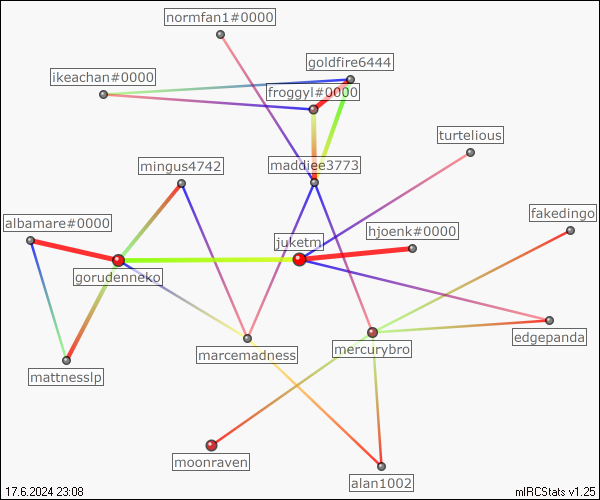 normfan1#0000
goldfire6444
ikeachan#0000
froggyl#0000
turtelious
mingus4742
maddiee3773
fakedingo
albamare#0000
hjoenk#0000
juketm
gorudenneko
edgepanda
marcemadness
mercurybro
mattnesslp
moonraven
alan1002
17.6.2024 23:08
mIRCStats v1.25